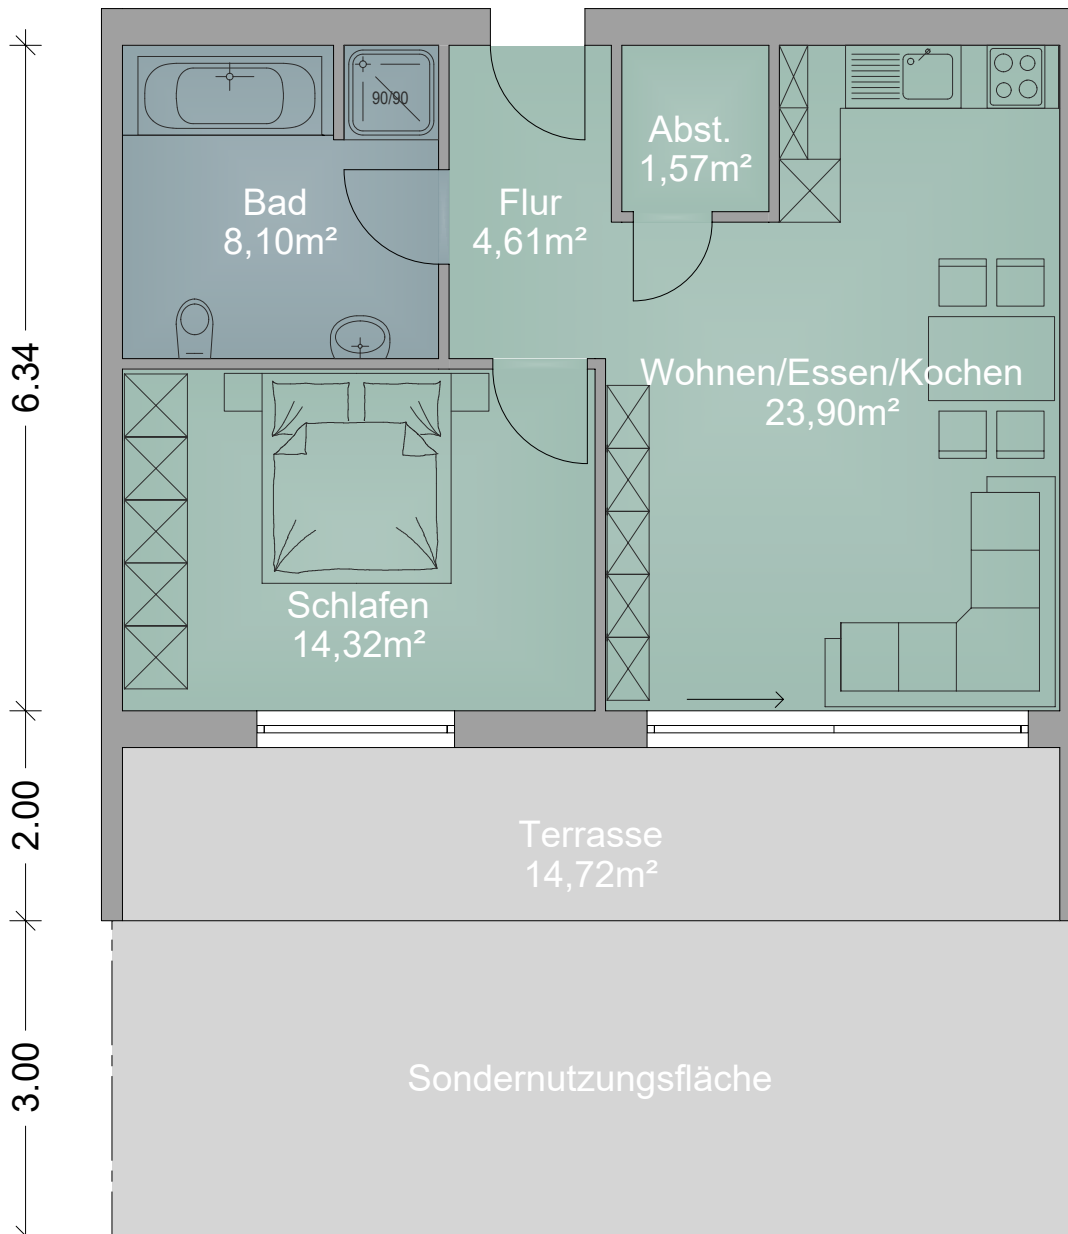 90/90
Abst.
1,57m²
Bad
8,10m²
Flur
4,61m²
6.34
Wohnen/Essen/Kochen
23,90m²
Schlafen
14,32m²
2.00
Terrasse
14,72m²
3.00
Sondernutzungsfläche